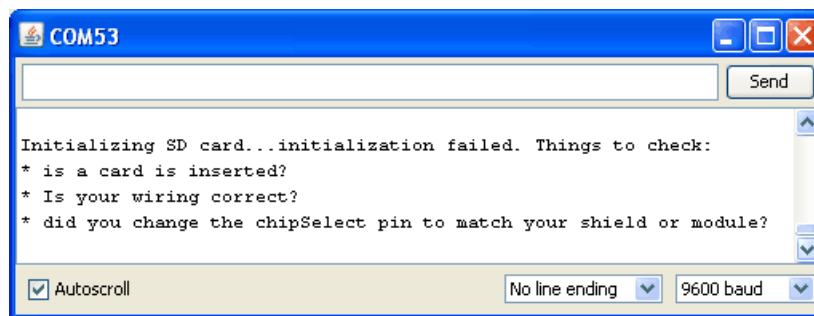 COM53
Send
Initializing SD card...initialization failed. Things to check:
* is a card is inserted?
* Is your wiring correct?
* did you change the chipSelect pin to match your shield or module?
Autoscroll
No line ending
9600 baud